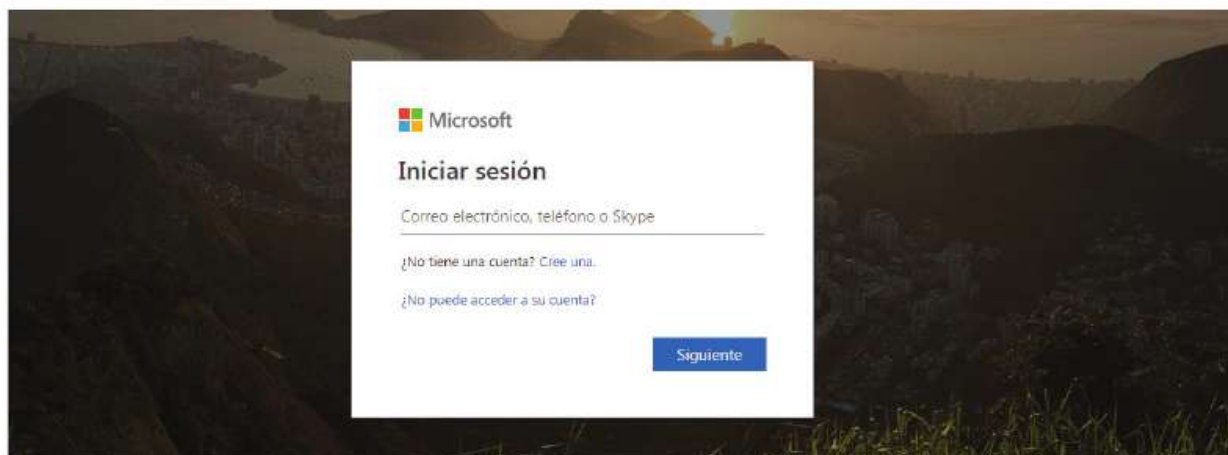 Microsoft
Iniciar sesión
Correo electrónico, teléfono o Skype
¿No tiene una cuenta? Cree una.
¿No puede acceder a su cuenta?
Siguiente